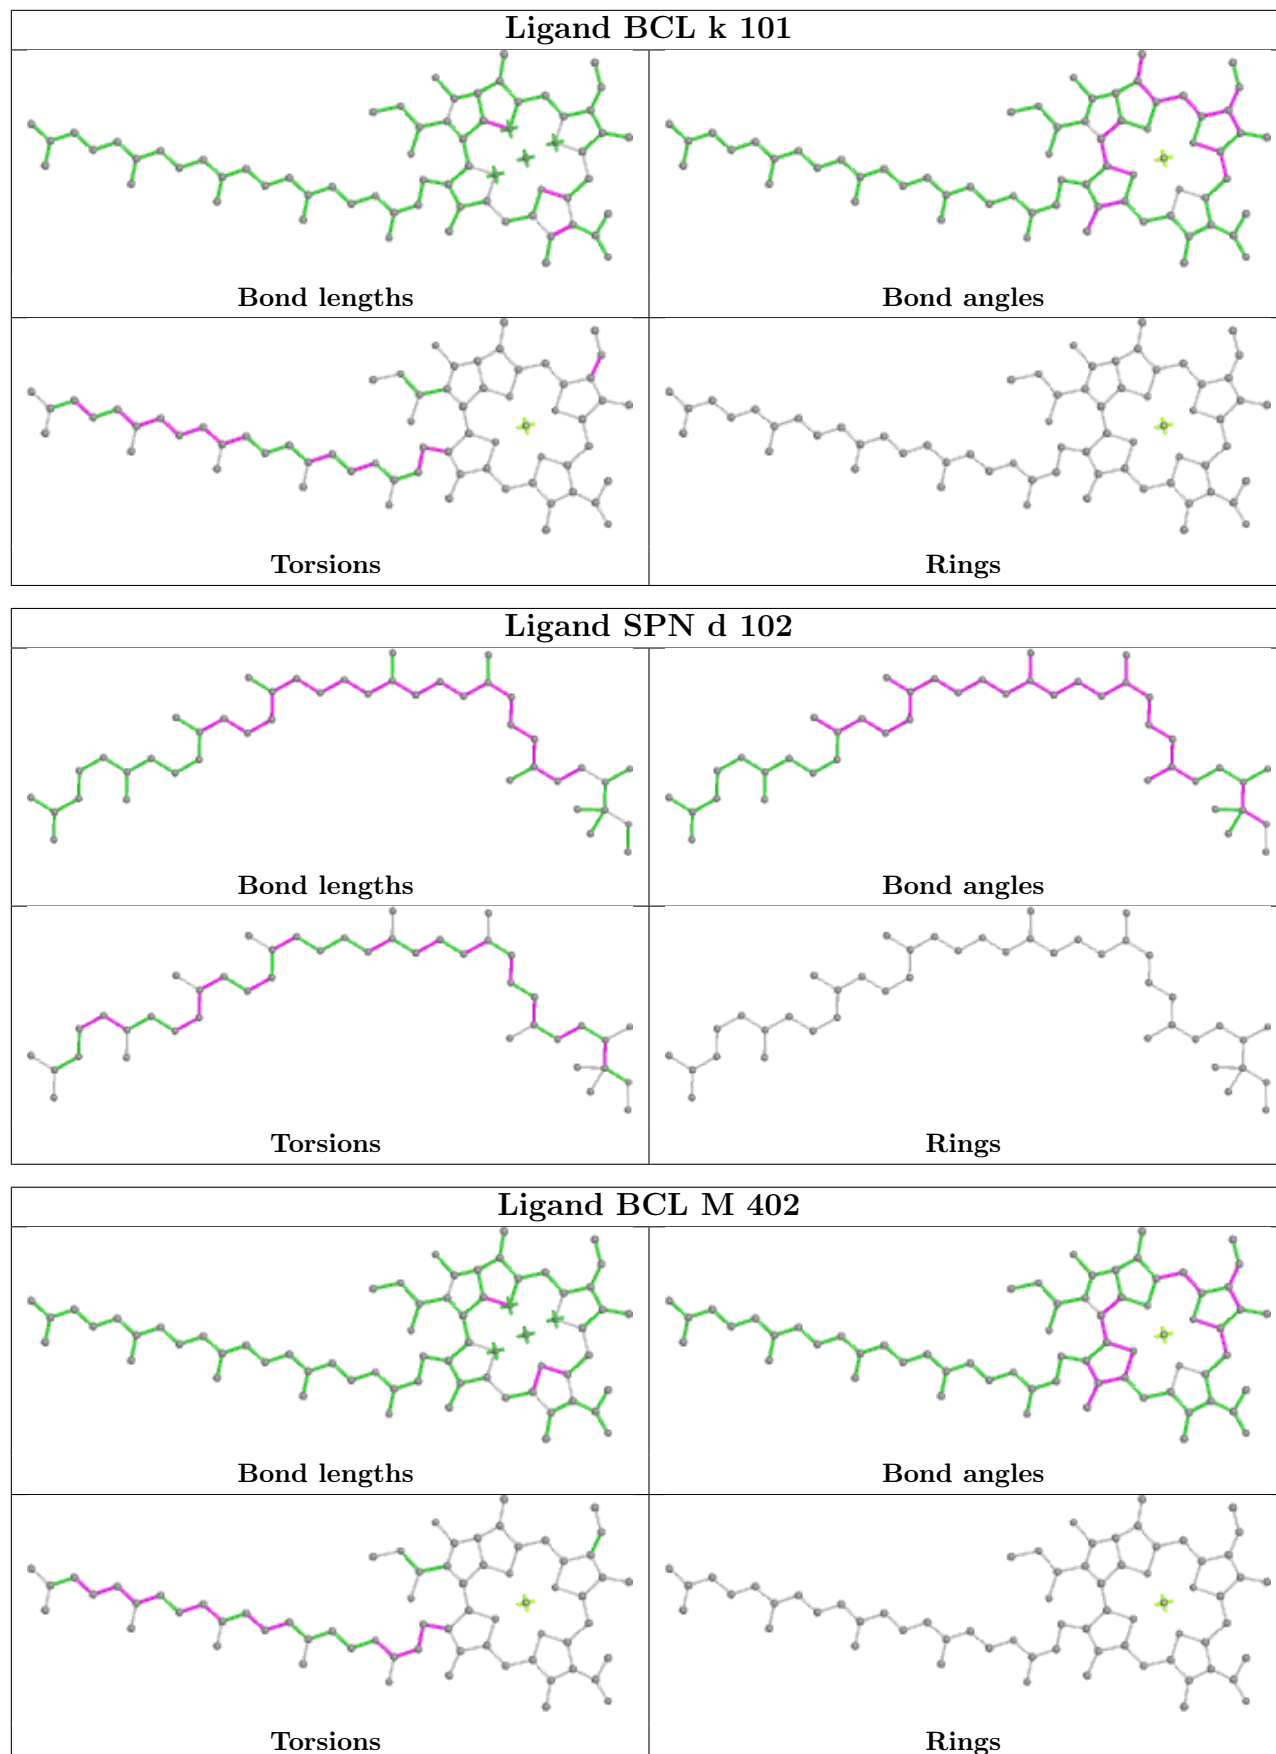 Ligand BCL k 101
Bond lengths
Bond angles
Torsions
Rings
Ligand SPN d 102
Bond lengths
Bond angles
Torsions
Rings
Ligand BCL M 402
Bond lengths
Bond angles
Torsions
Rings